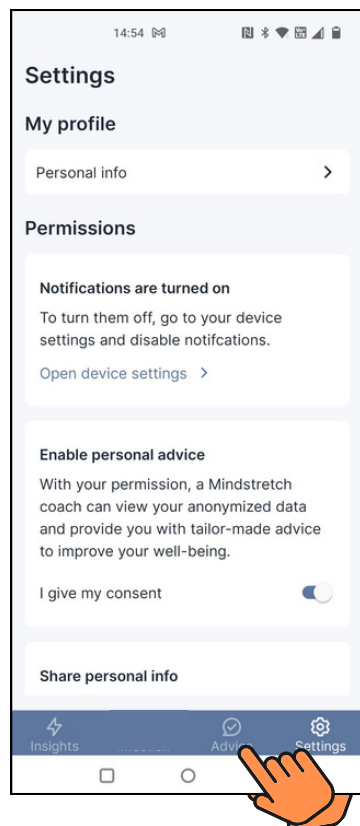 14:54
Settings
My profile
Personal info
Permissions
Notifications are turned on
To turn them off, go to your device
settings and disable notifcations.
Open device settings
Enable personal advice
With your permission, a Mindstretch
coach can view your anonymized data
and provide you with tailor-made advice
to improve your well-being.
I give my consent
Share personal info
Insights
Settings